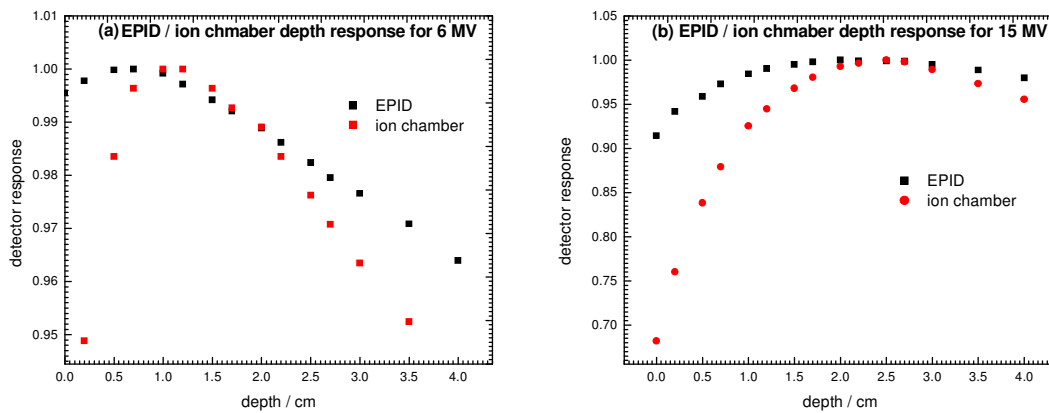 (a) EPID / ion chmaber depth response for 6 MV
1.01
1.00
0.99
0.98
0.97
0.96
0.95
detector response
EPID
ion chamber
0.0 0.5 1.0 1.5 2.0 2.5 3.0 3.5 4.0
depth / cm
(b) EPID / ion chmaber depth response for 15 MV
1.05
1.00
0.95
0.90
0.85
0.80
0.75
0.70
detector response
EPID
ion chamber
0.0 0.5 1.0 1.5 2.0 2.5 3.0 3.5 4.0
depth / cm